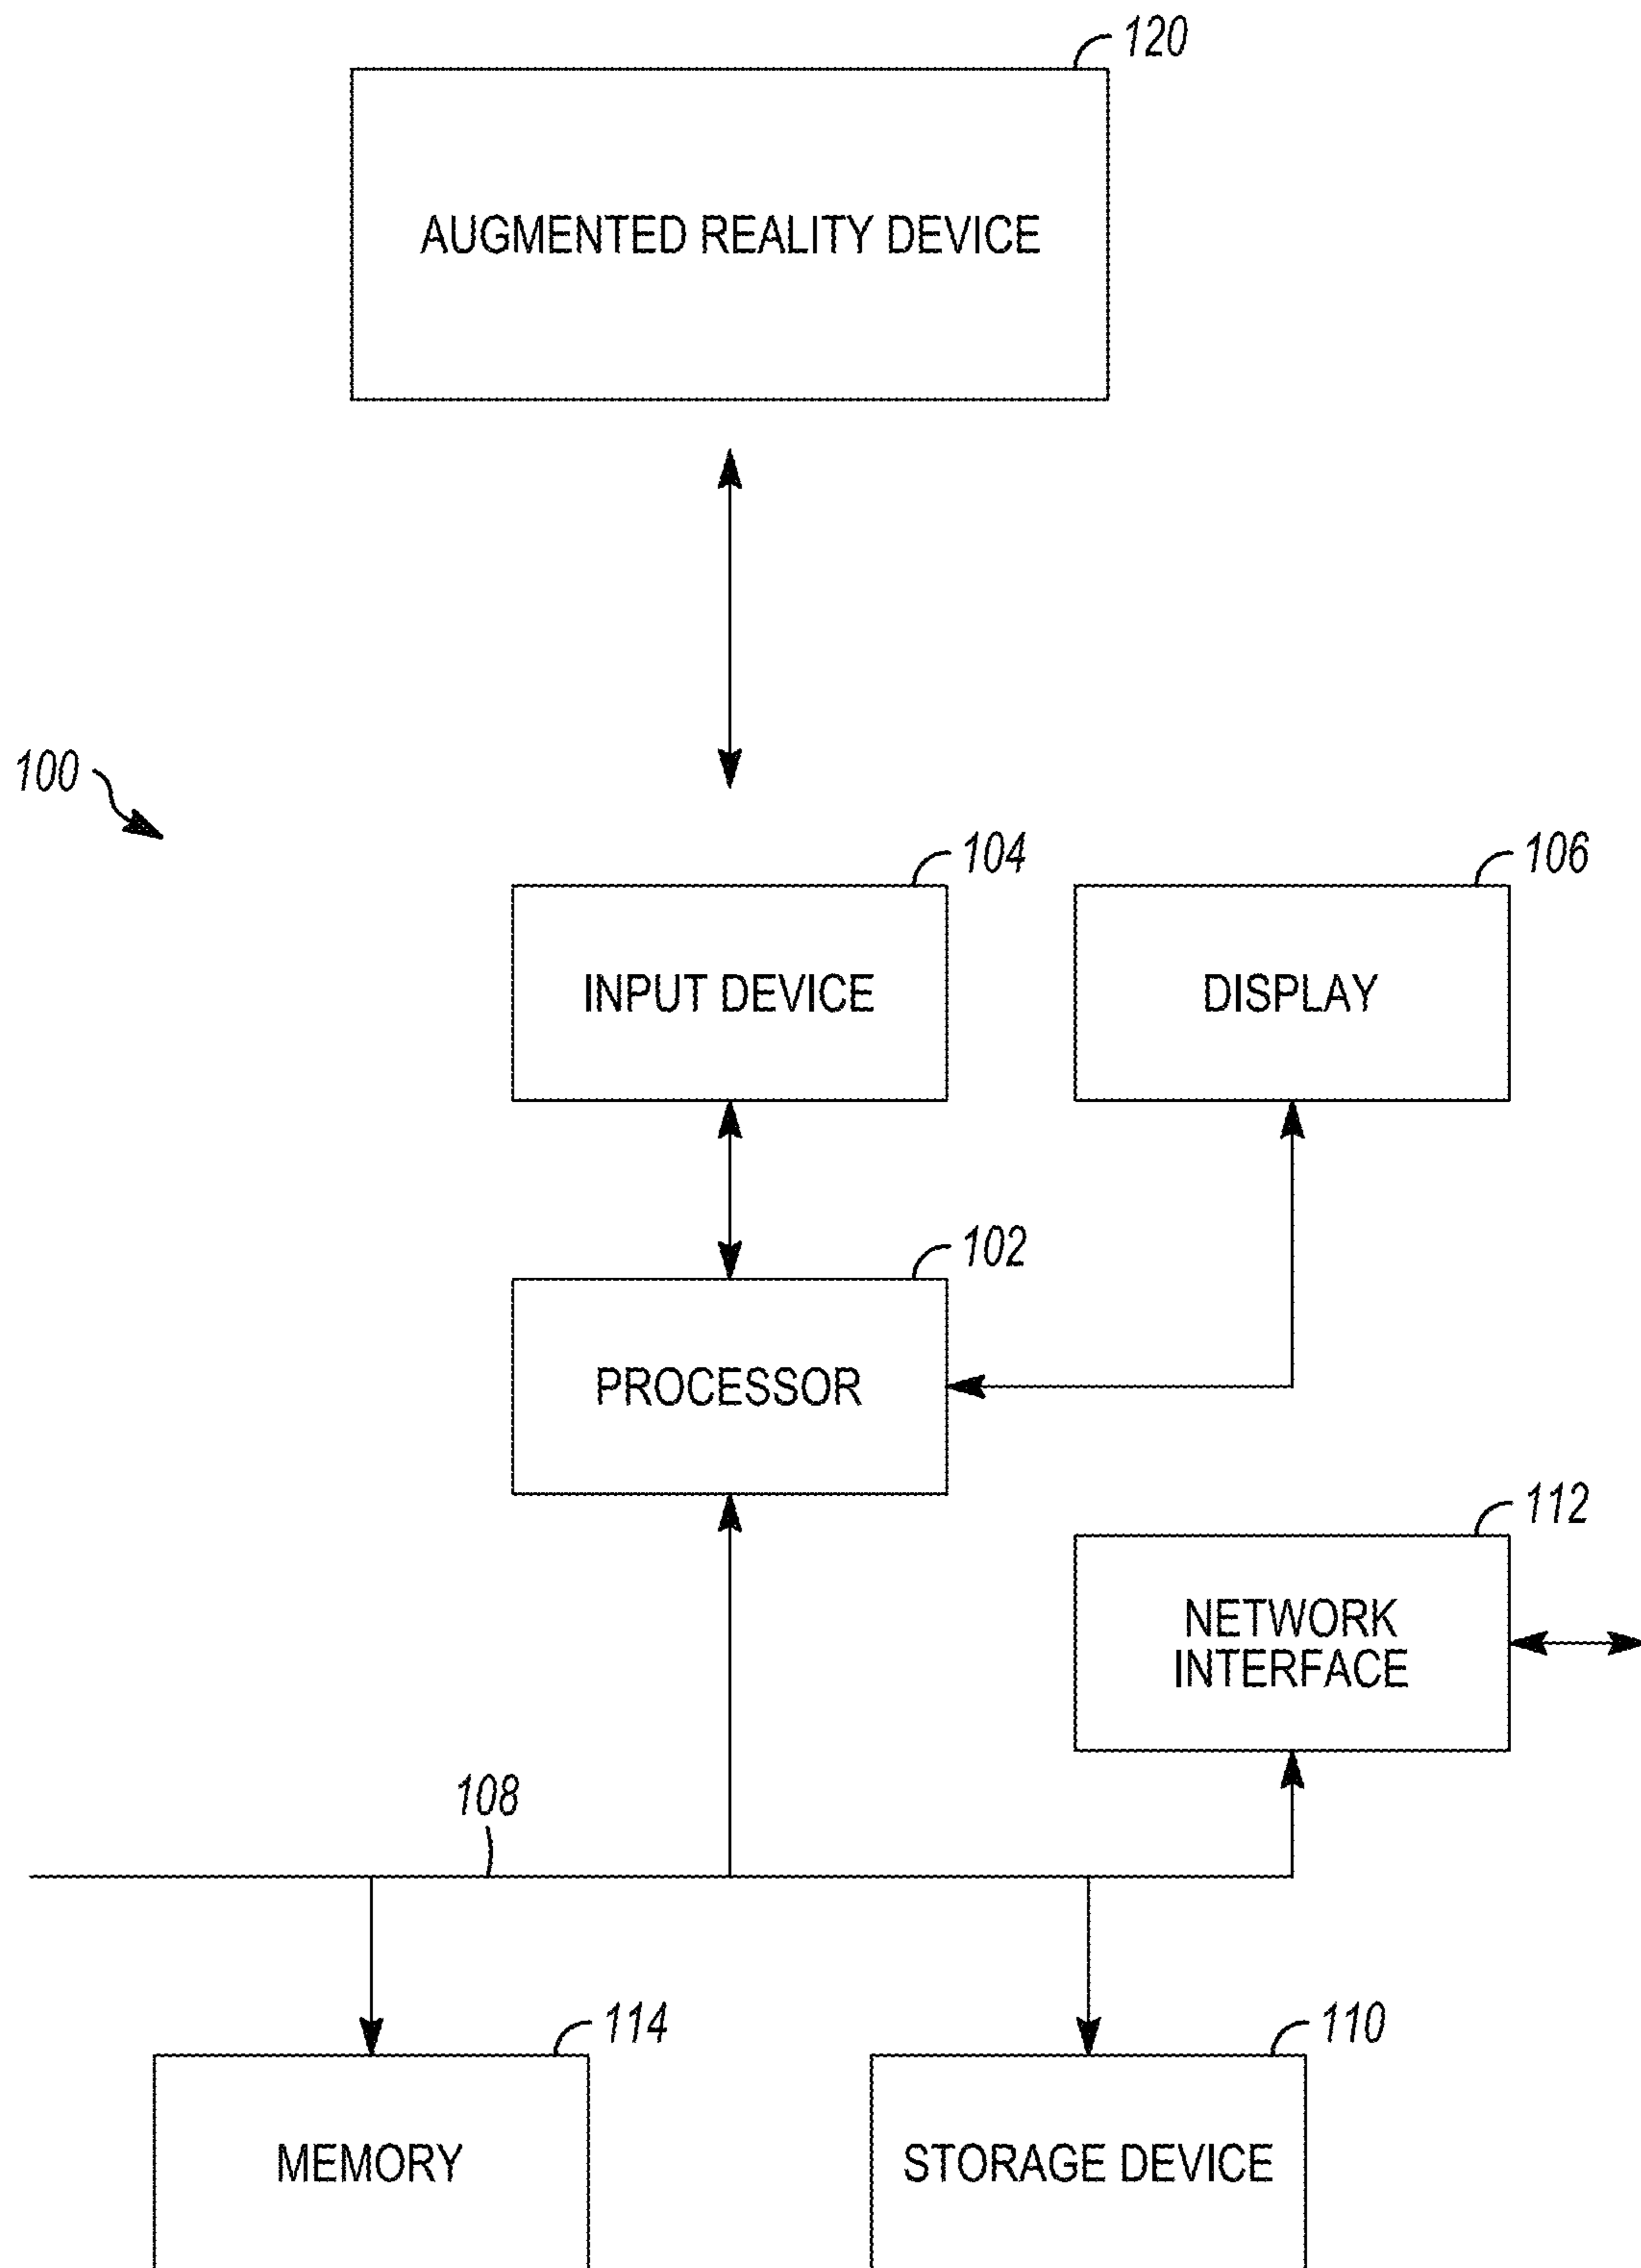 120
AUGMENTED REALITY DEVICE
100
104
106
INPUT DEVICE
DISPLAY
102
PROCESSOR
112
NETWORK
INTERFACE
108
114
110
MEMORY
STORAGE DEVICE